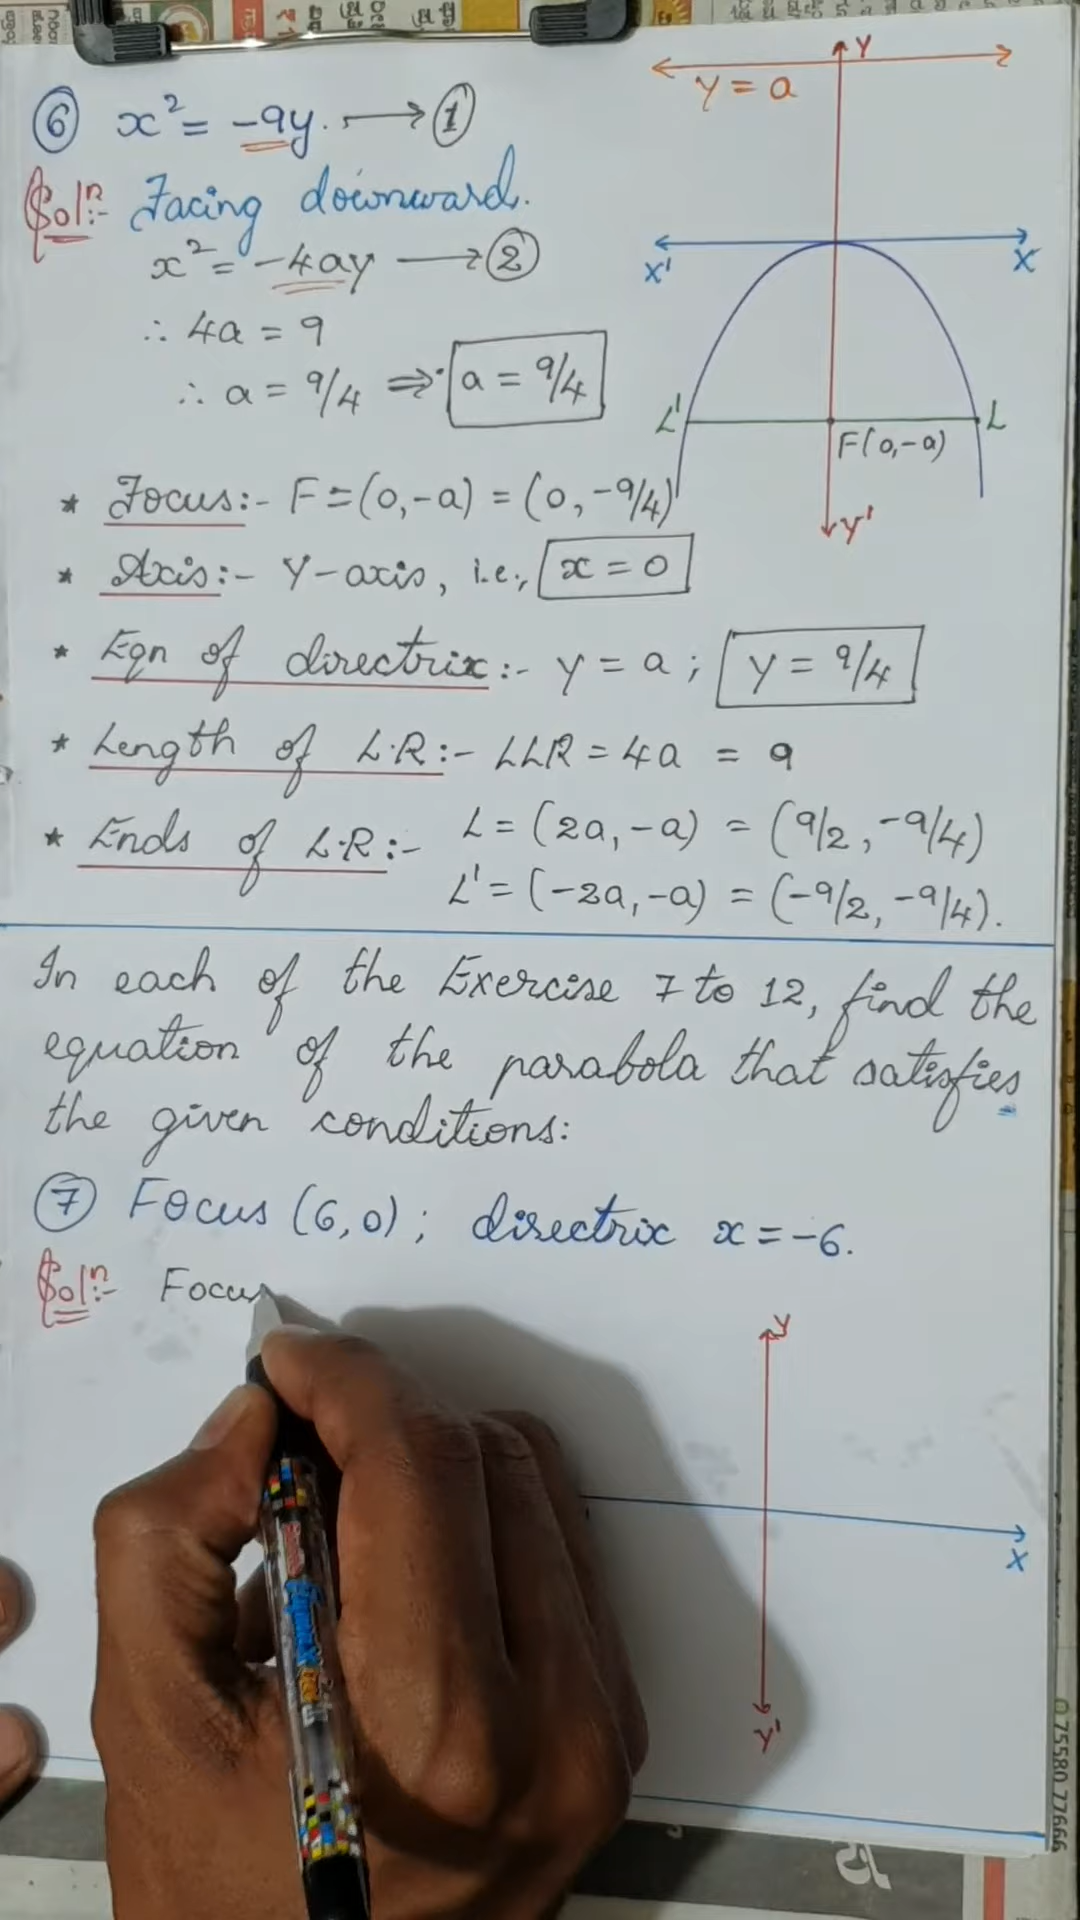 ⑥ x² = -9y. ⟶ ①
Solⁿ:- Facing downward.
x² = -4ay ⟶ ②
∴ 4a = 9
∴ a = 9/4 ⇒ a = 9/4
Y
y = a
X' X
L' L
F(0,-a)
Y'
* Focus:- F = (0,-a) = (0, -9/4)
* Axis:- Y-axis, i.e., x = 0
* Eqn of directrix:- y = a ; y = 9/4
* Length of L.R:- LLR = 4a = 9
* Ends of L.R:- L = (2a, -a) = (9/2, -9/4)
L' = (-2a, -a) = (-9/2, -9/4).
In each of the Exercise 7 to 12, find the
equation of the parabola that satisfies
the given conditions:
⑦ Focus (6,0) ; directrix x = -6.
Solⁿ:- Focus
Y
X
Y'
75580 77666